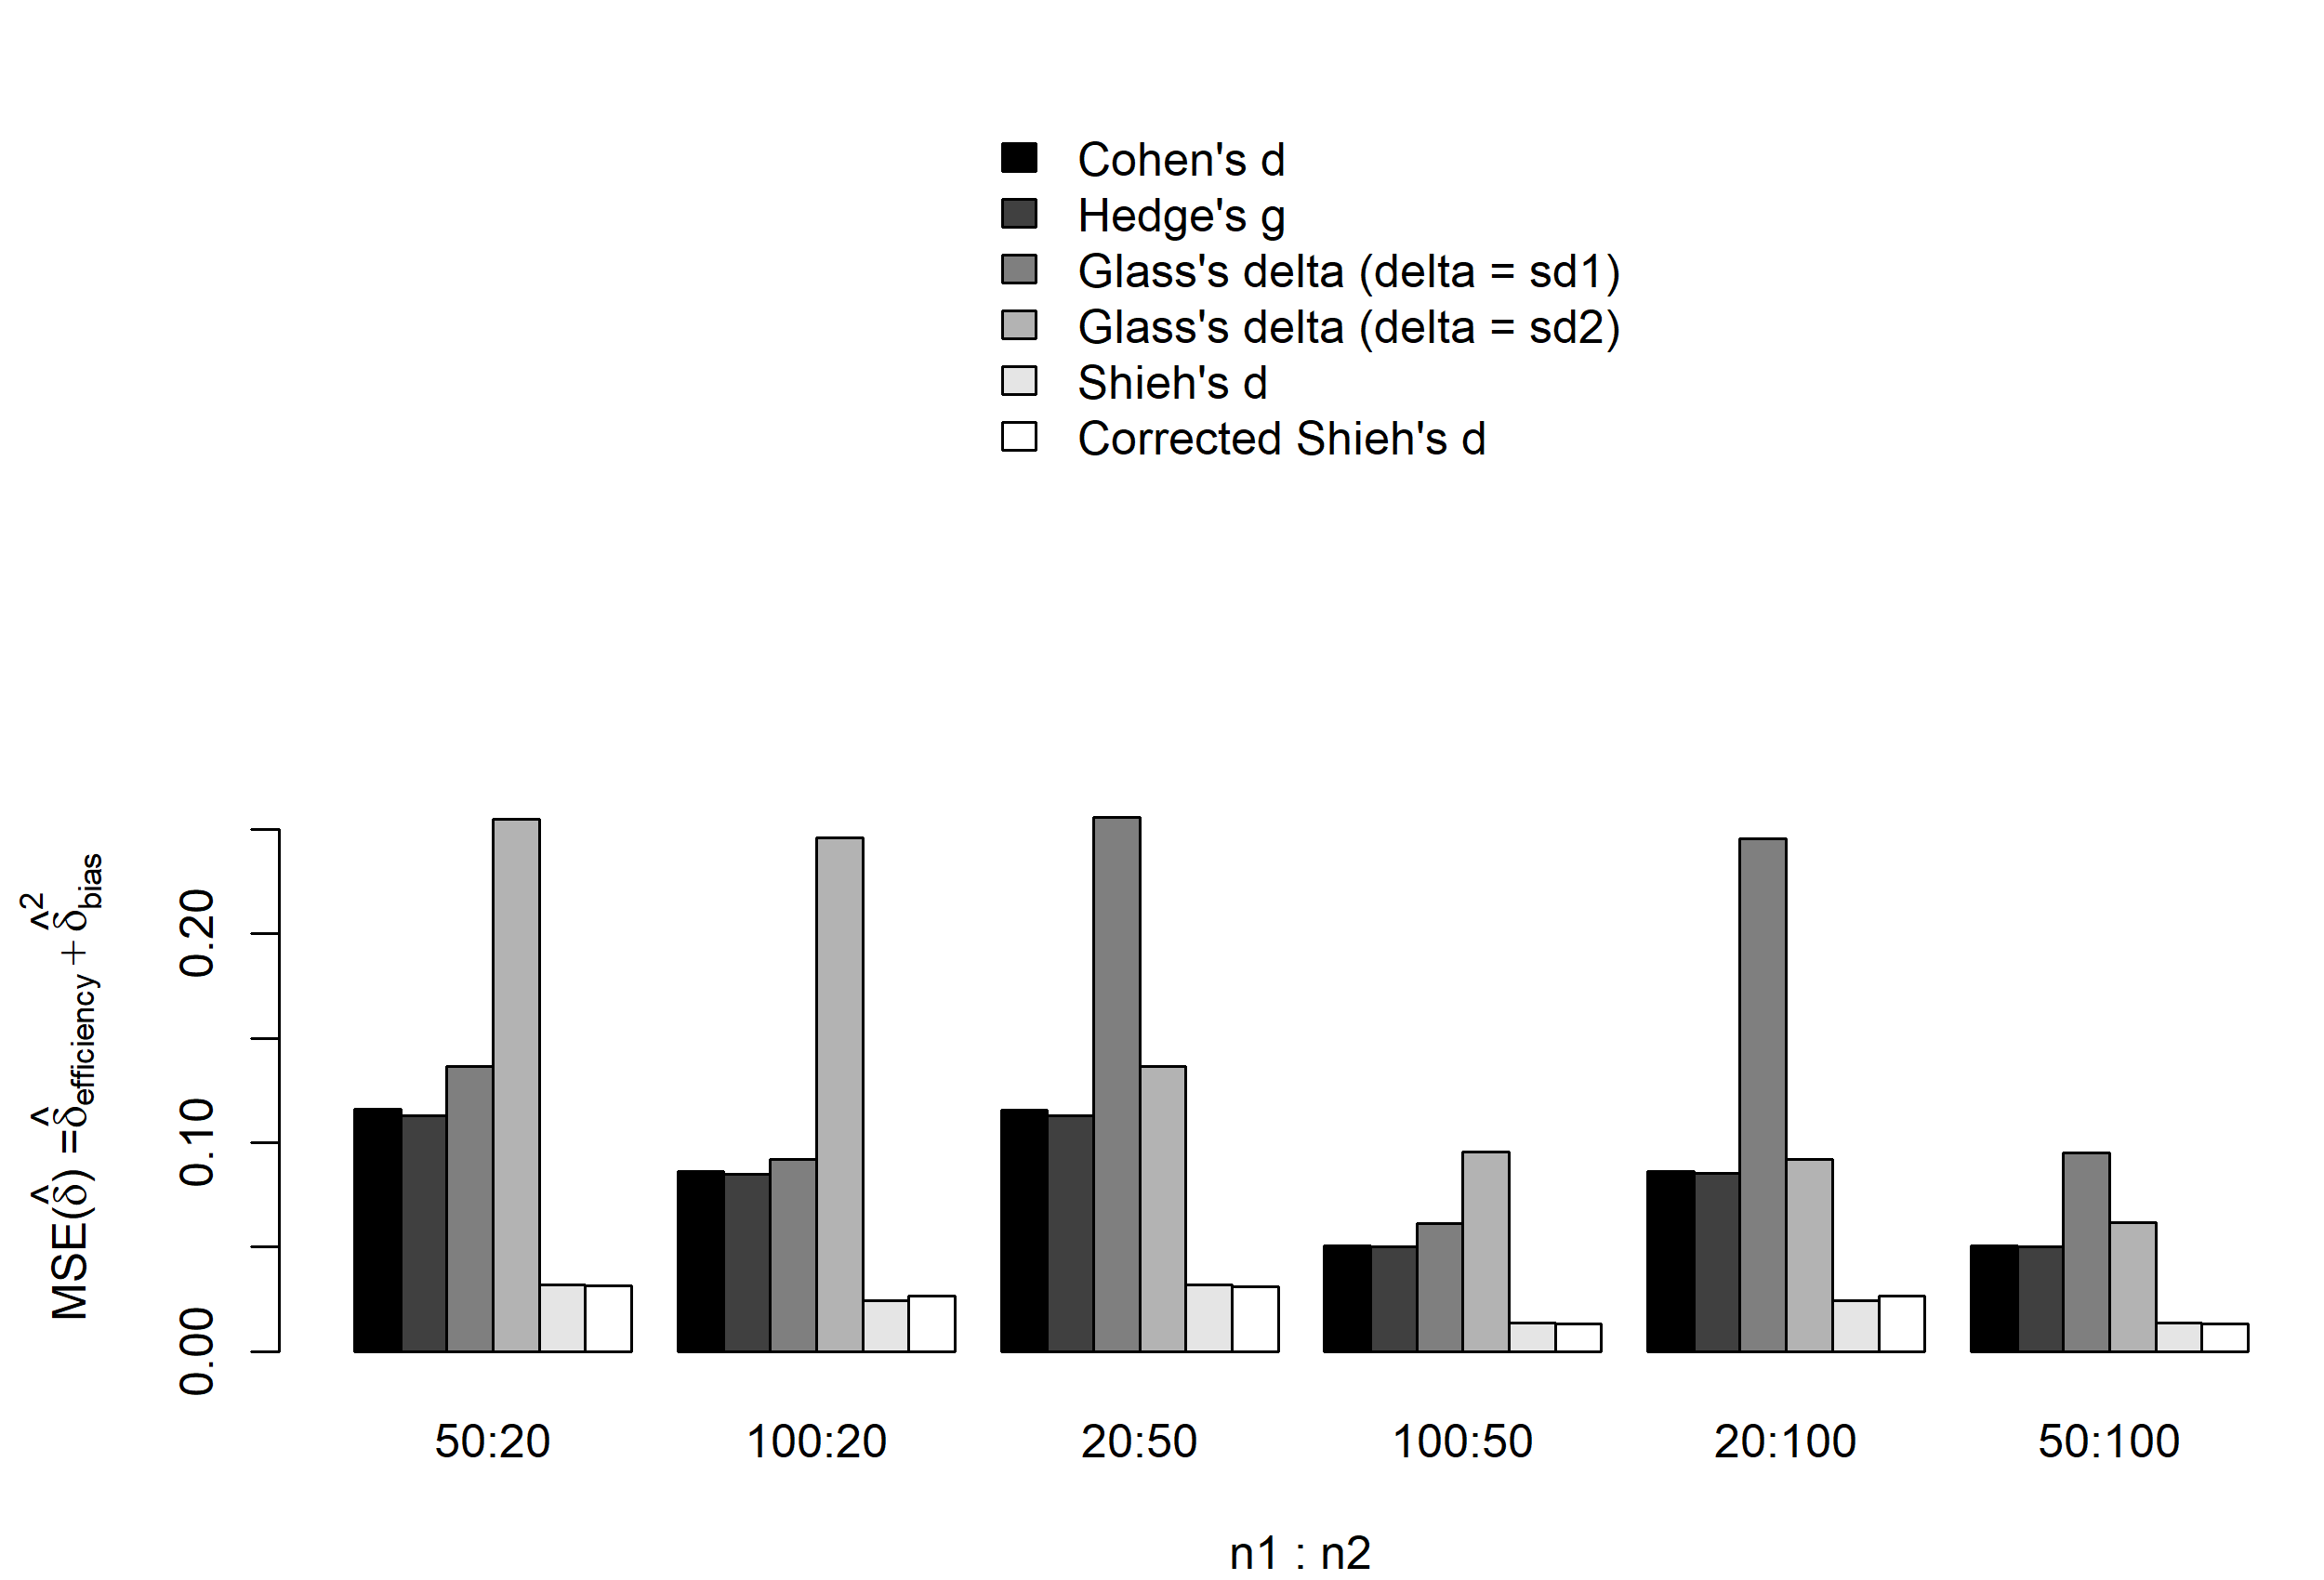 Cohen's d
Hedge's g
Glass's delta (delta = sd1)
Glass's delta (delta = sd2)
Shieh's d
Corrected Shieh's d
MSE(δ̂) = δ̂efficiency + δ̂²bias
0.20
0.10
0.00
50:20 100:20 20:50 100:50 20:100 50:100
n1 : n2